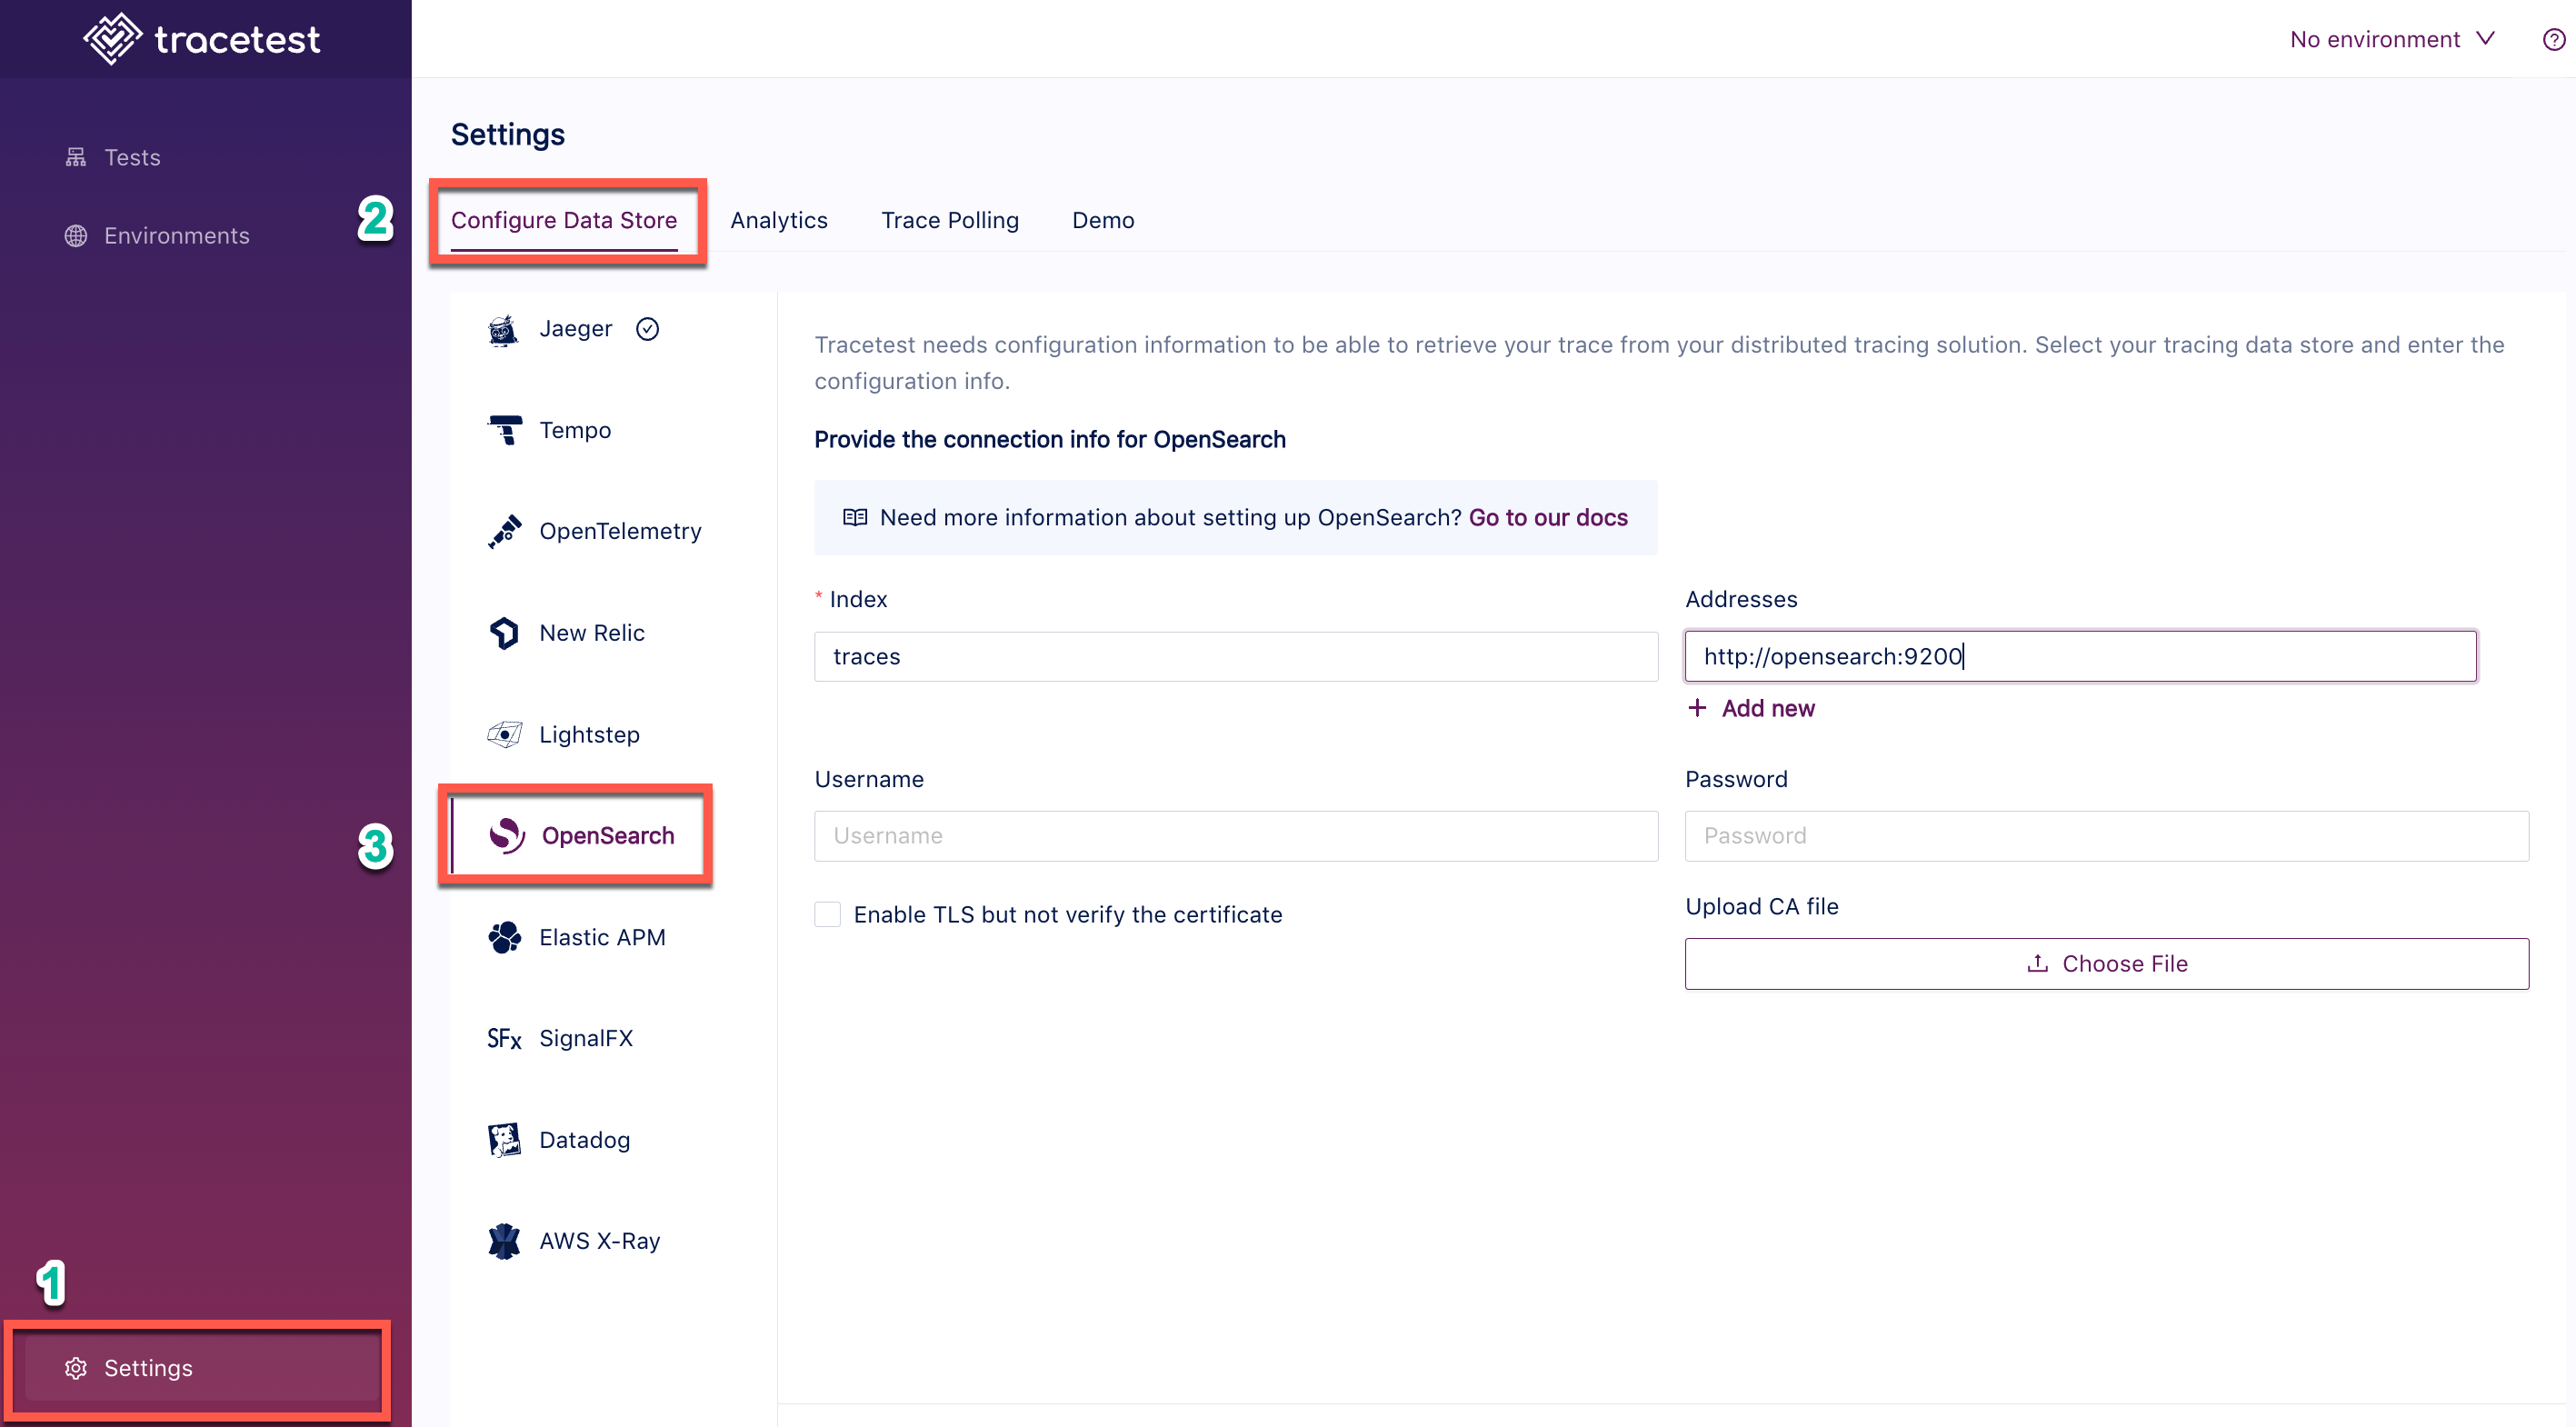 tracetest
No environment
Tests
Environments
Settings
2
Configure Data Store
Analytics
Trace Polling
Demo
Jaeger
Tempo
OpenTelemetry
New Relic
Lightstep
3
OpenSearch
Elastic APM
SFx SignalFX
Datadog
AWS X-Ray
Tracetest needs configuration information to be able to retrieve your trace from your distributed tracing solution. Select your tracing data store and enter the
configuration info.
Provide the connection info for OpenSearch
Need more information about setting up OpenSearch? Go to our docs
* Index
traces
Addresses
http://opensearch:9200
+ Add new
Username
Username
Password
Password
Enable TLS but not verify the certificate
Upload CA file
Choose File
1
Settings